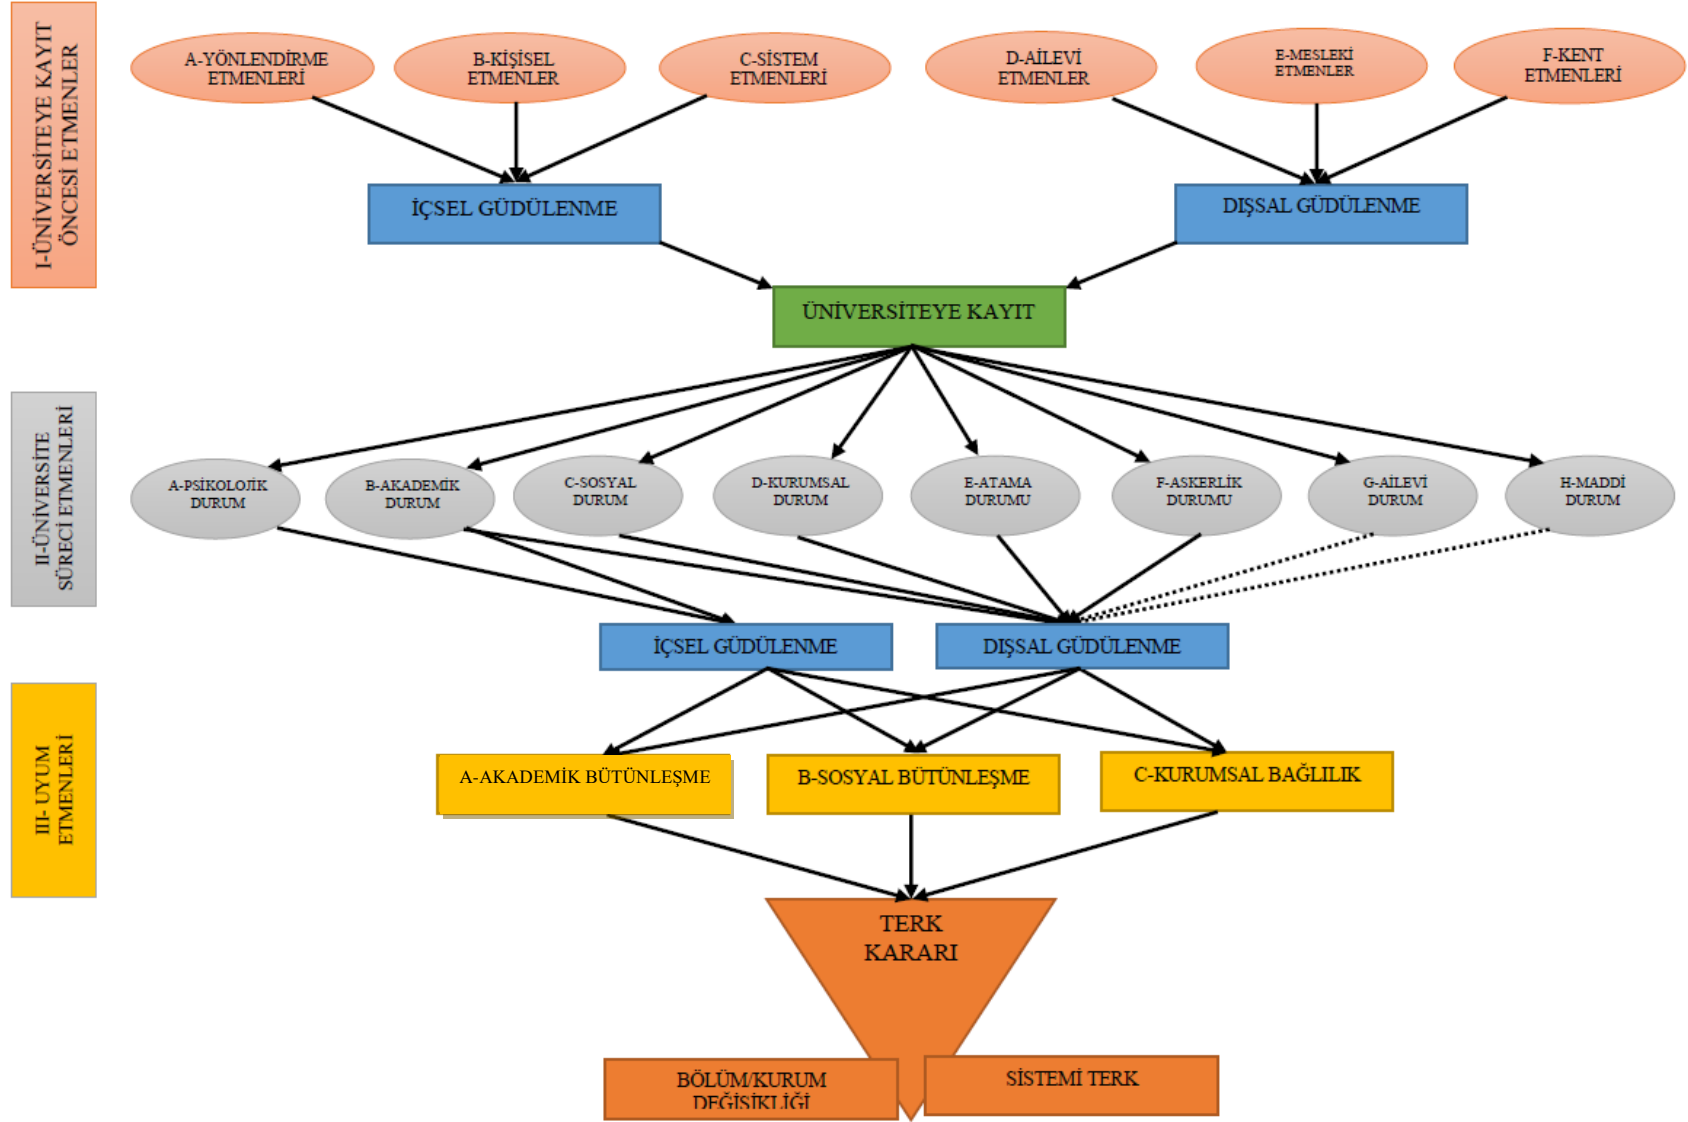 I-ÜNİVERSİTEYE KAYIT
ÖNCESİ ETMENLER
A-YÖNLENDİRME
ETMENLERİ
B-KİŞİSEL
ETMENLER
C-SİSTEM
ETMENLERİ
D-AİLEVİ
ETMENLER
E-MESLEKİ
ETMENLER
F-KENT
ETMENLERİ
İÇSEL GÜDÜLENME
DIŞSAL GÜDÜLENME
ÜNİVERSİTEYE KAYIT
II-ÜNİVERSİTE
SÜRECİ ETMENLERİ
A-PSİKOLOJİK
DURUM
B-AKADEMİK
DURUM
C-SOSYAL
DURUM
D-KURUMSAL
DURUM
E-ATAMA
DURUMU
F-ASKERLİK
DURUMU
G-AİLEVİ
DURUM
H-MADDİ
DURUM
İÇSEL GÜDÜLENME
DIŞSAL GÜDÜLENME
III- UYUM
ETMENLERİ
A-AKADEMİK BÜTÜNLEŞME
B-SOSYAL BÜTÜNLEŞME
C-KURUMSAL BAĞLILIK
TERK
KARARI
BÖLÜM/KURUM
DEĞİŞİKLİĞİ
SİSTEMİ TERK